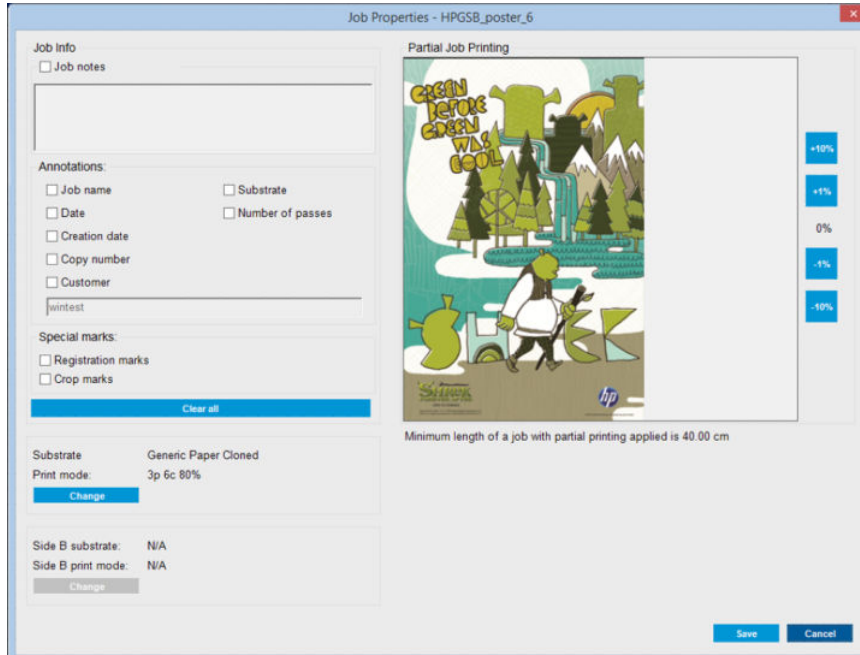 Job Properties - HPGSB_poster_6
Job Info
Job notes
Annotations:
Job name
Substrate
Date
Number of passes
Creation date
Copy number
Customer
wintest
Special marks:
Registration marks
Crop marks
Clear all
Substrate
Generic Paper Cloned
Print mode:
3p 6c 80%
Change
Side B substrate:
N/A
Side B print mode:
N/A
Change
Partial Job Printing
GREEN
BEFORE
GREEN
WAS
COOL
SHREK
SHREK
hp
+10%
+1%
0%
-1%
-10%
Minimum length of a job with partial printing applied is 40.00 cm
Save
Cancel